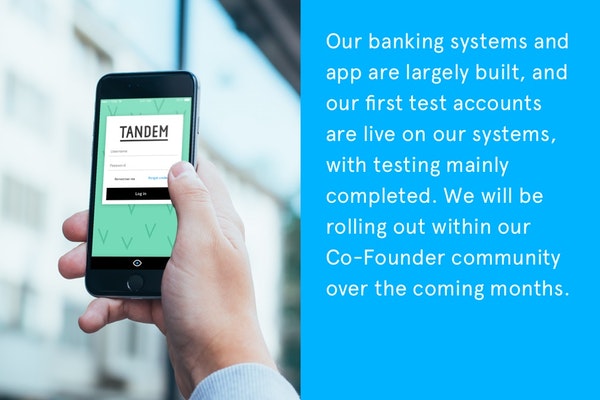 TANDEM
Username
Password
Remember me
Log in
Our banking systems and
app are largely built, and
our first test accounts
are live on our systems,
with testing mainly
completed. We will be
rolling out within our
Co-Founder community
over the coming months.